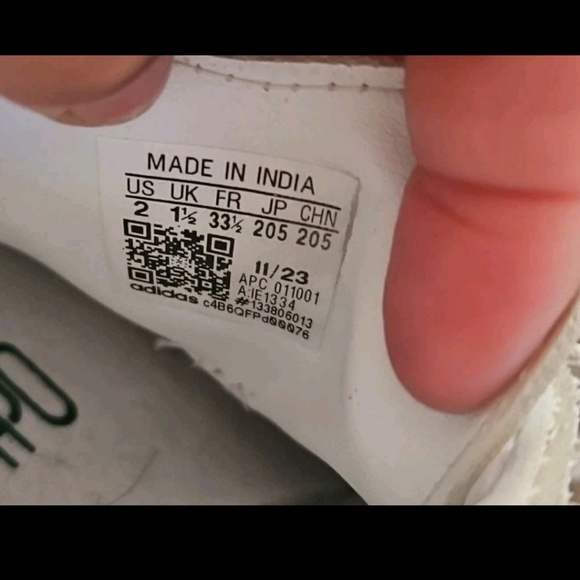 MADE IN INDIA
US UK FR JP CHN
2 1½ 33½ 205 205
11/23
APC 011001
A:IE1334
#133806013
adidas c4B6QFPd00076